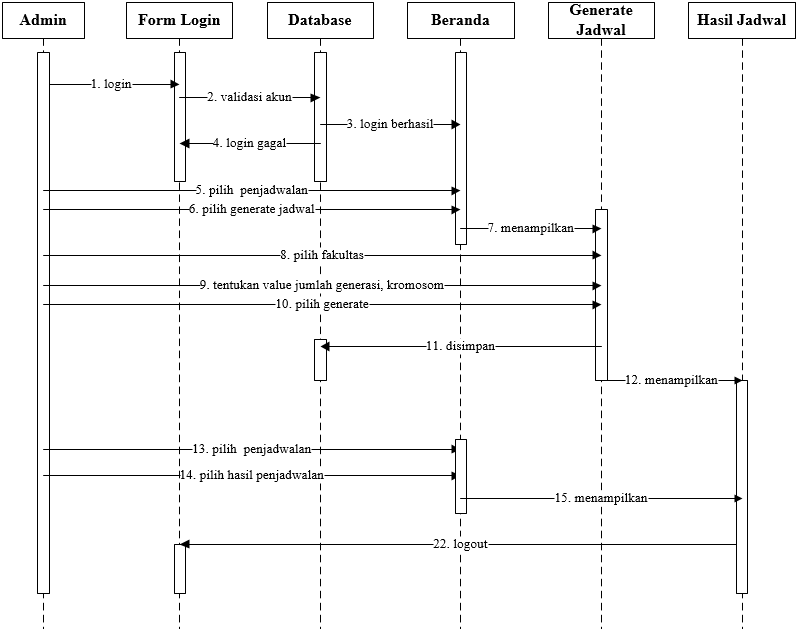 Admin
Form Login
Database
Beranda
Generate
Jadwal
Hasil Jadwal
1. login
2. validasi akun
3. login berhasil
4. login gagal
5. pilih  penjadwalan
6. pilih generate jadwal
7. menampilkan
8. pilih fakultas
9. tentukan value jumlah generasi, kromosom
10. pilih generate
11. disimpan
12. menampilkan
13. pilih  penjadwalan
14. pilih hasil penjadwalan
15. menampilkan
22. logout